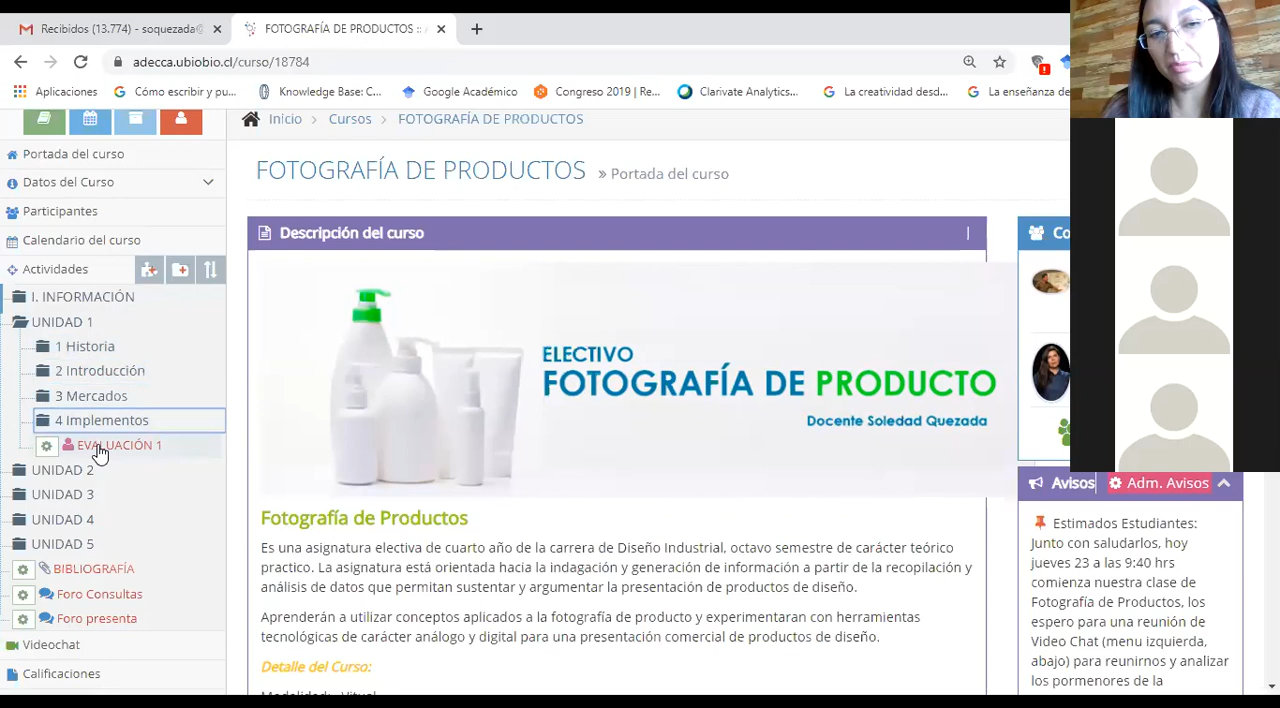 Recibidos (13.774) - soquezada@
FOTOGRAFÍA DE PRODUCTOS ::
adecca.ubiobio.cl/curso/18784
Aplicaciones
Cómo escribir y pu...
Knowledge Base: C...
Google Académico
Congreso 2019 | Re...
Clarivate Analytics...
La creatividad desd...
La enseñanza de
Inicio > Cursos > FOTOGRAFÍA DE PRODUCTOS
Portada del curso
Datos del Curso
Participantes
Calendario del curso
Actividades
I. INFORMACIÓN
UNIDAD 1
1 Historia
2 Introducción
3 Mercados
4 Implementos
EVALUACIÓN 1
UNIDAD 2
UNIDAD 3
UNIDAD 4
UNIDAD 5
BIBLIOGRAFÍA
Foro Consultas
Foro presenta
Videochat
Calificaciones
FOTOGRAFÍA DE PRODUCTOS » Portada del curso
Descripción del curso
ELECTIVO
FOTOGRAFÍA DE PRODUCTO
Docente Soledad Quezada
Fotografía de Productos
Es una asignatura electiva de cuarto año de la carrera de Diseño Industrial, octavo semestre de carácter teórico
practico. La asignatura está orientada hacia la indagación y generación de información a partir de la recopilación y
análisis de datos que permitan sustentar y argumentar la presentación de productos de diseño.
Aprenderán a utilizar conceptos aplicados a la fotografía de producto y experimentaran con herramientas
tecnológicas de carácter análogo y digital para una presentación comercial de productos de diseño.
Detalle del Curso:
Co
Avisos
Adm. Avisos
Estimados Estudiantes:
Junto con saludarlos, hoy
jueves 23 a las 9:40 hrs
comienza nuestra clase de
Fotografía de Productos, los
espero para una reunión de
Video Chat (menu izquierda,
abajo) para reunirnos y analizar
los pormenores de la